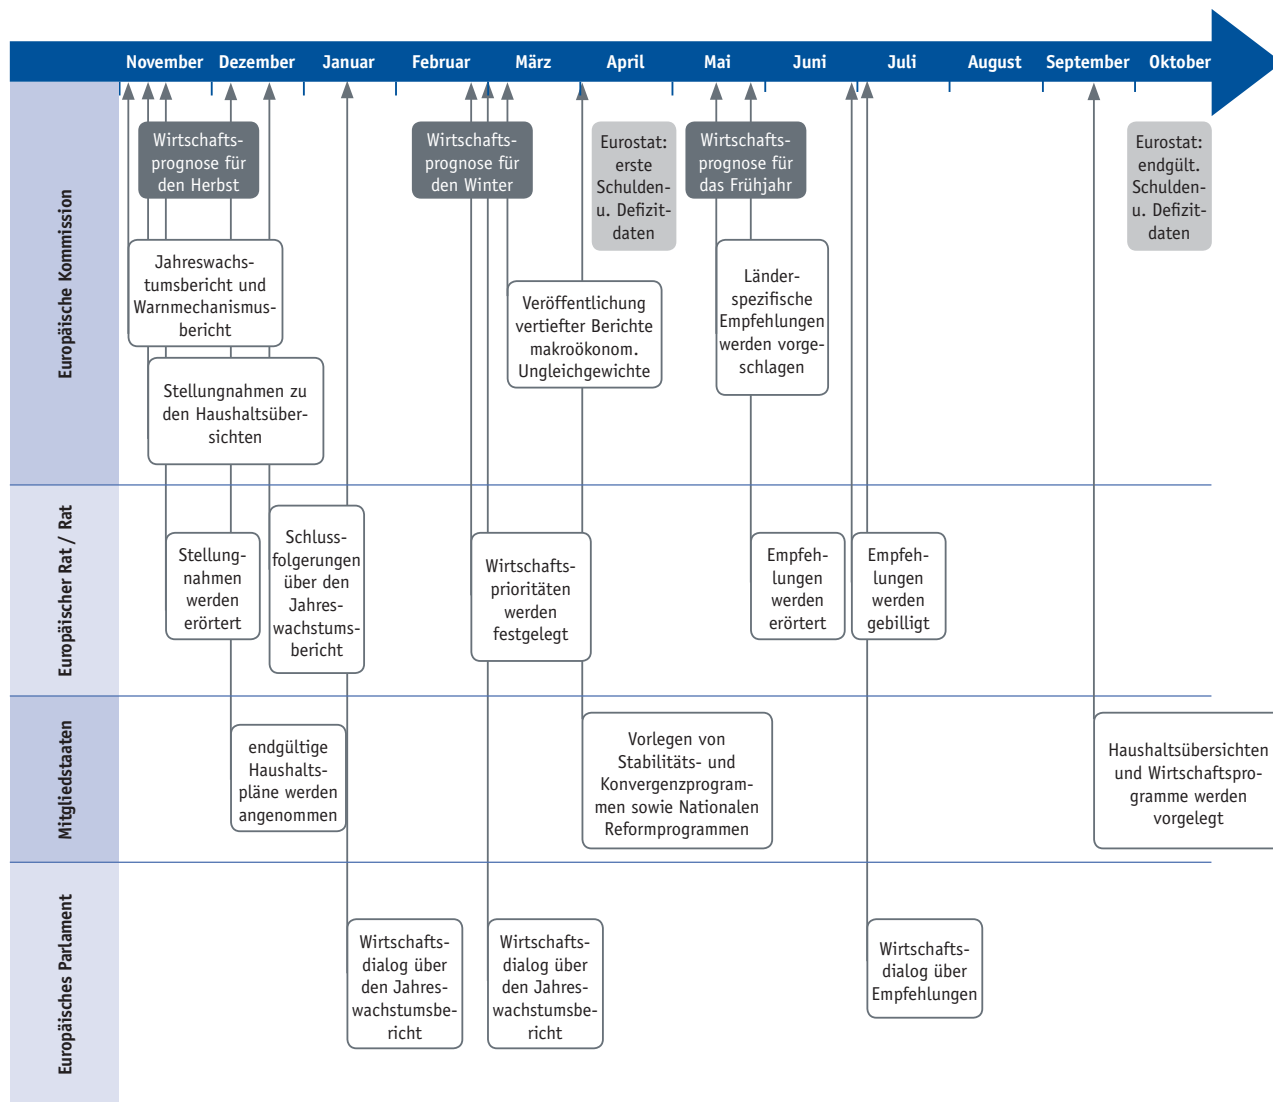 November
Dezember
Januar
Februar
März
April
Mai
Juni
Juli
August
September
Oktober
Europäische Kommission
Wirtschafts-
prognose für
den Herbst
Wirtschafts-
prognose für
den Winter
Eurostat:
erste
Schulden-
u. Defizit-
daten
Wirtschafts-
prognose für
das Frühjahr
Eurostat:
endgült.
Schulden-
u. Defizit-
daten
Jahreswachs-
tumsbericht und
Warnmechanismus-
bericht
Veröffentlichung
vertiefter Berichte
makroökonom.
Ungleichgewichte
Länder-
spezifische
Empfehlungen
werden vorge-
schlagen
Stellungnahmen zu
den Haushaltsüber-
sichten
Europäischer Rat / Rat
Stellung-
nahmen
werden
erörtert
Schluss-
folgerungen
über den
Jahres-
wachstums-
bericht
Wirtschafts-
prioritäten
werden
festgelegt
Empfeh-
lungen
werden
erörtert
Empfeh-
lungen
werden
gebilligt
Mitgliedstaaten
endgültige
Haushalts-
pläne werden
angenommen
Vorlegen von
Stabilitäts- und
Konvergenzprogram-
men sowie Nationalen
Reformprogrammen
Haushaltsübersichten
und Wirtschaftspro-
gramme werden
vorgelegt
Europäisches Parlament
Wirtschafts-
dialog über
den Jahres-
wachstumsbe-
richt
Wirtschafts-
dialog über
den Jahres-
wachstumsbe-
richt
Wirtschafts-
dialog über
Empfehlungen